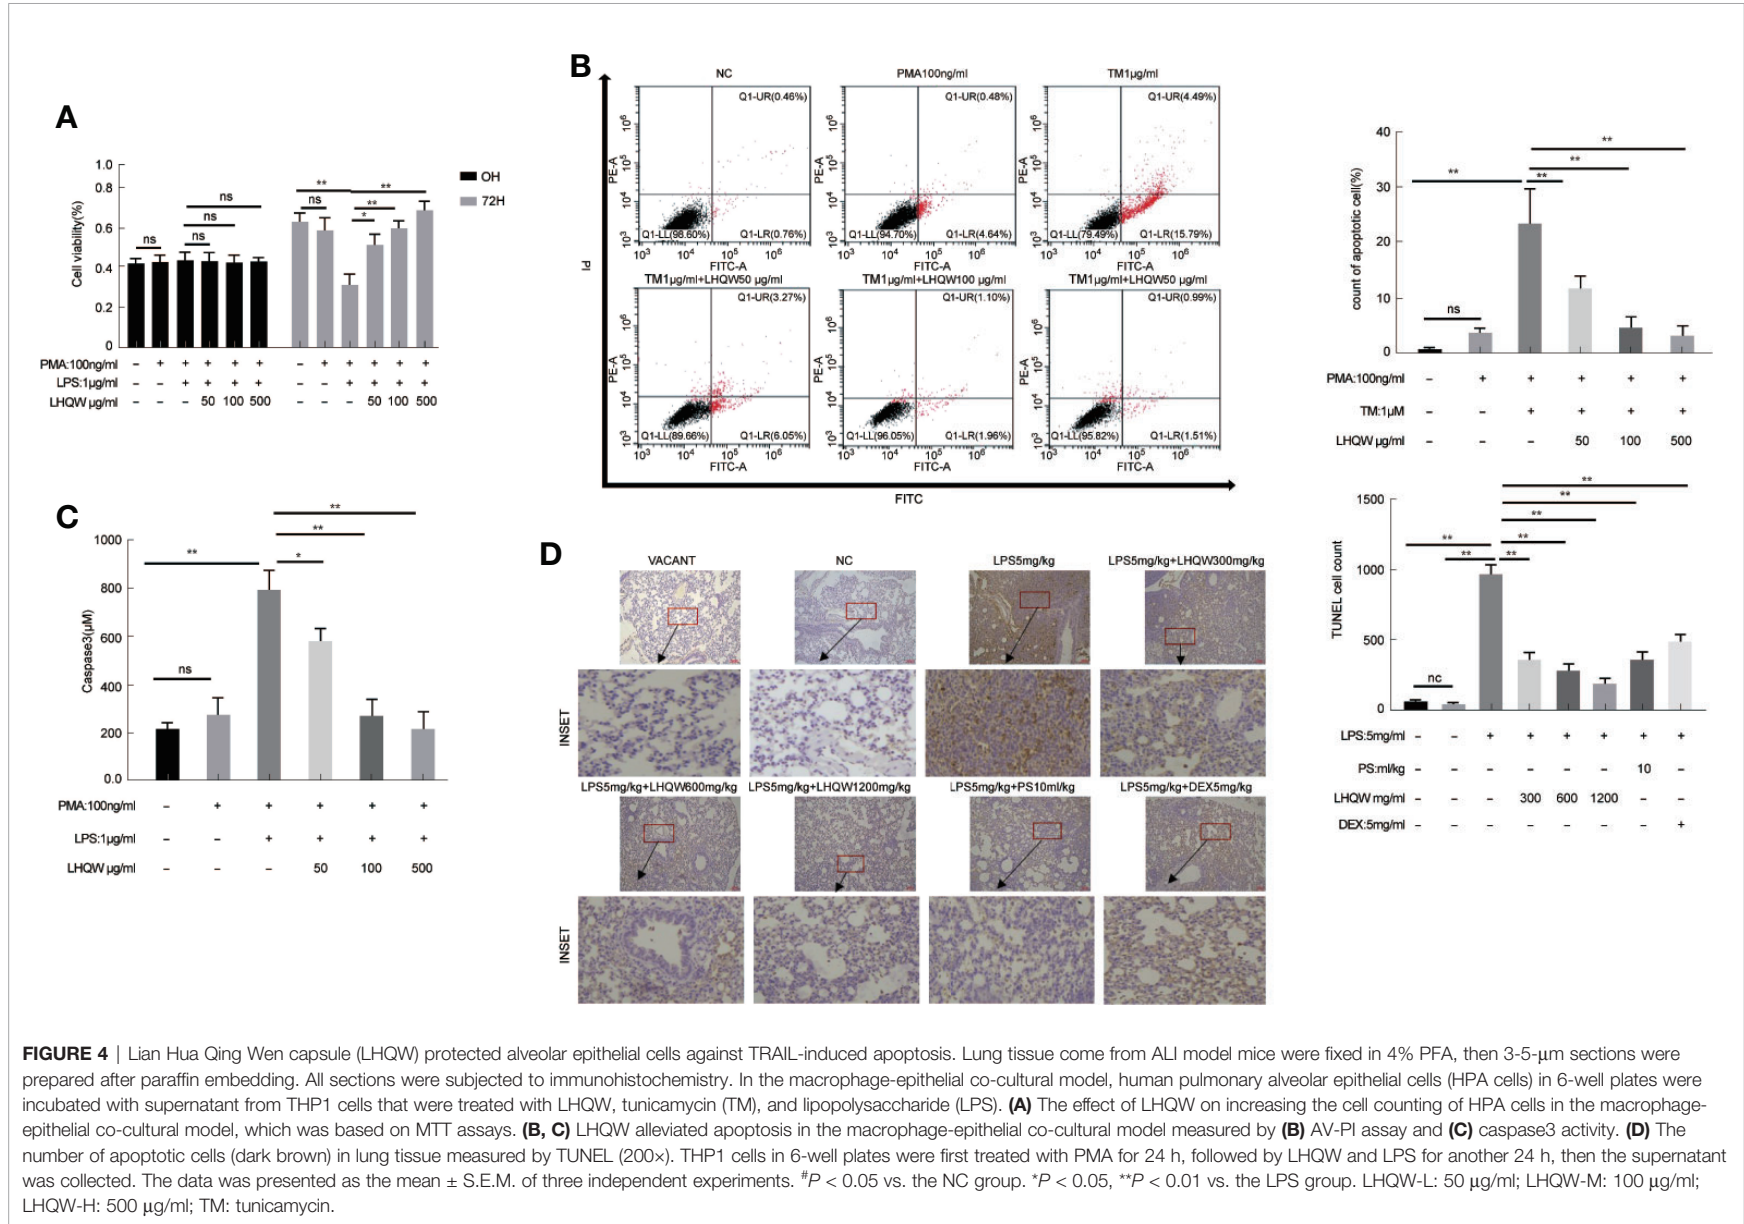 A
1.0
0.8
0.6
0.4
0.2
0
Cell viability(%)
OH
72H
ns
ns
ns
ns
**
ns
*
**
**
PMA:100ng/ml – + + + + + – + + + + +
LPS:1µg/ml – – + + + + – – + + + +
LHQW µg/ml – – – 50 100 500 – – – 50 100 500
B
PI
FITC
NC
Q1-UR(0.46%)
Q1-LL(98.60%)
Q1-LR(0.76%)
PE-A
FITC-A
PMA100ng/ml
Q1-UR(0.48%)
Q1-LL(94.70%)
Q1-LR(4.64%)
PE-A
FITC-A
TM1µg/ml
Q1-UR(4.49%)
Q1-LL(79.49%)
Q1-LR(15.79%)
PE-A
FITC-A
TM1µg/ml+LHQW50 µg/ml
Q1-UR(3.27%)
Q1-LL(89.66%)
Q1-LR(6.05%)
PE-A
FITC-A
TM1µg/ml+LHQW100 µg/ml
Q1-UR(1.10%)
Q1-LL(96.05%)
Q1-LR(1.96%)
PE-A
FITC-A
TM1µg/ml+LHQW50 µg/ml
Q1-UR(0.99%)
Q1-LL(95.82%)
Q1-LR(1.51%)
PE-A
FITC-A
10³ 10⁴ 10⁵ 10⁶
count of apoptotic cell(%)
40
30
20
10
0
ns
**
**
**
**
PMA:100ng/ml – + + + + +
TM:1µM – – + + + +
LHQW µg/ml – – – 50 100 500
C
Caspase3(µM)
1000
800
600
400
200
0.0
ns
**
*
**
**
PMA:100ng/ml – + + + + +
LPS:1µg/ml – – + + + +
LHQW µg/ml – – – 50 100 500
D
VACANT
NC
LPS5mg/kg
LPS5mg/kg+LHQW300mg/kg
INSET
LPS5mg/kg+LHQW600mg/kg
LPS5mg/kg+LHQW1200mg/kg
LPS5mg/kg+PS10ml/kg
LPS5mg/kg+DEX5mg/kg
INSET
TUNEL cell count
1500
1000
500
0
nc
**
**
**
**
**
**
**
LPS:5mg/ml – – + + + + + +
PS:ml/kg – – – – – – 10 –
LHQW mg/ml – – – 300 600 1200 – –
DEX:5mg/ml – – – – – – – +
FIGURE 4 | Lian Hua Qing Wen capsule (LHQW) protected alveolar epithelial cells against TRAIL-induced apoptosis. Lung tissue come from ALI model mice were fixed in 4% PFA, then 3-5-µm sections were
prepared after paraffin embedding. All sections were subjected to immunohistochemistry. In the macrophage-epithelial co-cultural model, human pulmonary alveolar epithelial cells (HPA cells) in 6-well plates were
incubated with supernatant from THP1 cells that were treated with LHQW, tunicamycin (TM), and lipopolysaccharide (LPS). (A) The effect of LHQW on increasing the cell counting of HPA cells in the macrophage-
epithelial co-cultural model, which was based on MTT assays. (B, C) LHQW alleviated apoptosis in the macrophage-epithelial co-cultural model measured by (B) AV-PI assay and (C) caspase3 activity. (D) The
number of apoptotic cells (dark brown) in lung tissue measured by TUNEL (200×). THP1 cells in 6-well plates were first treated with PMA for 24 h, followed by LHQW and LPS for another 24 h, then the supernatant
was collected. The data was presented as the mean ± S.E.M. of three independent experiments. #P < 0.05 vs. the NC group. *P < 0.05, **P < 0.01 vs. the LPS group. LHQW-L: 50 µg/ml; LHQW-M: 100 µg/ml;
LHQW-H: 500 µg/ml; TM: tunicamycin.